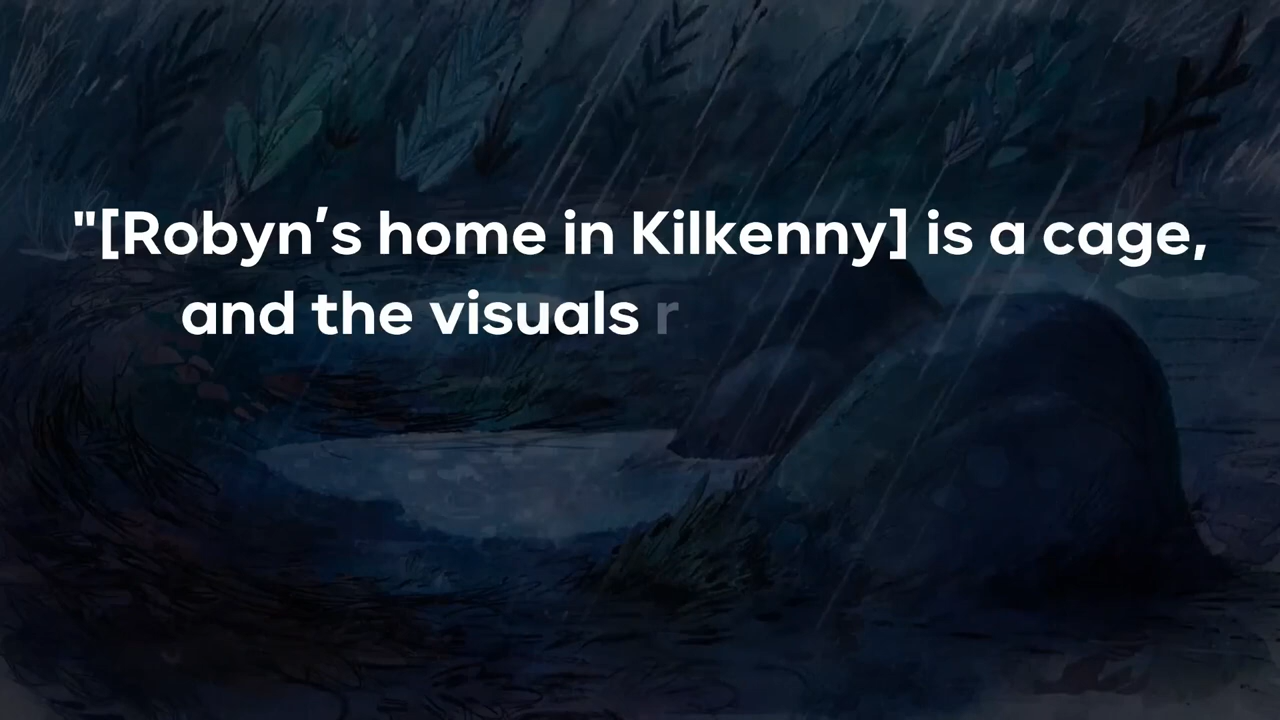 "[Robyn's home in Kilkenny] is a cage,
and the visuals r